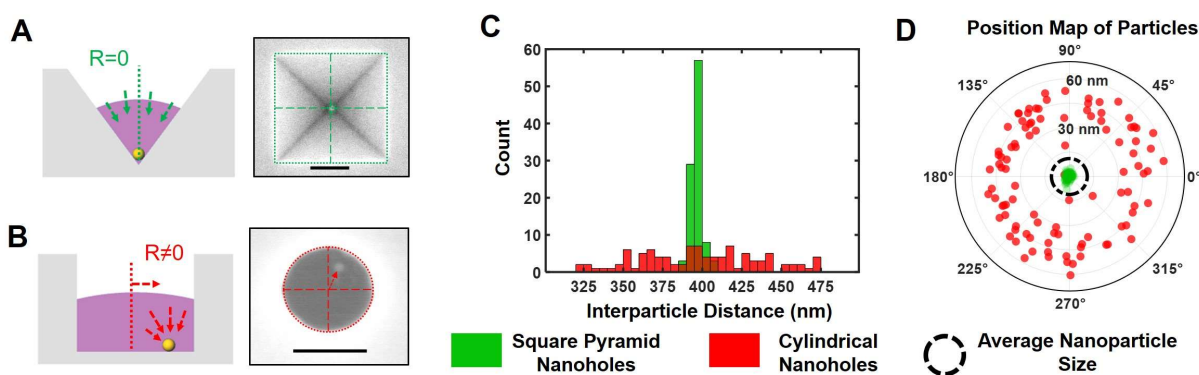 A
R=0
B
R≠0
C
60
50
40
30
20
10
0
Count
325 350 375 400 425 450 475
Interparticle Distance (nm)
Square Pyramid
Nanoholes
Cylindrical
Nanoholes
D
Position Map of Particles
90°
135°
60 nm
45°
30 nm
180°
0°
225°
315°
270°
Average Nanoparticle
Size